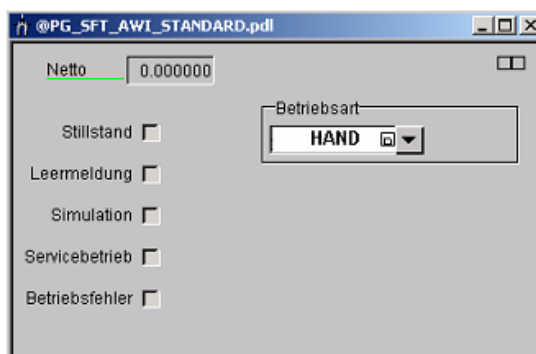 @PG_SFT_AWI_STANDARD.pdl
Netto 0.000000
Betriebsart
HAND
Stillstand
Leermeldung
Simulation
Servicebetrieb
Betriebsfehler